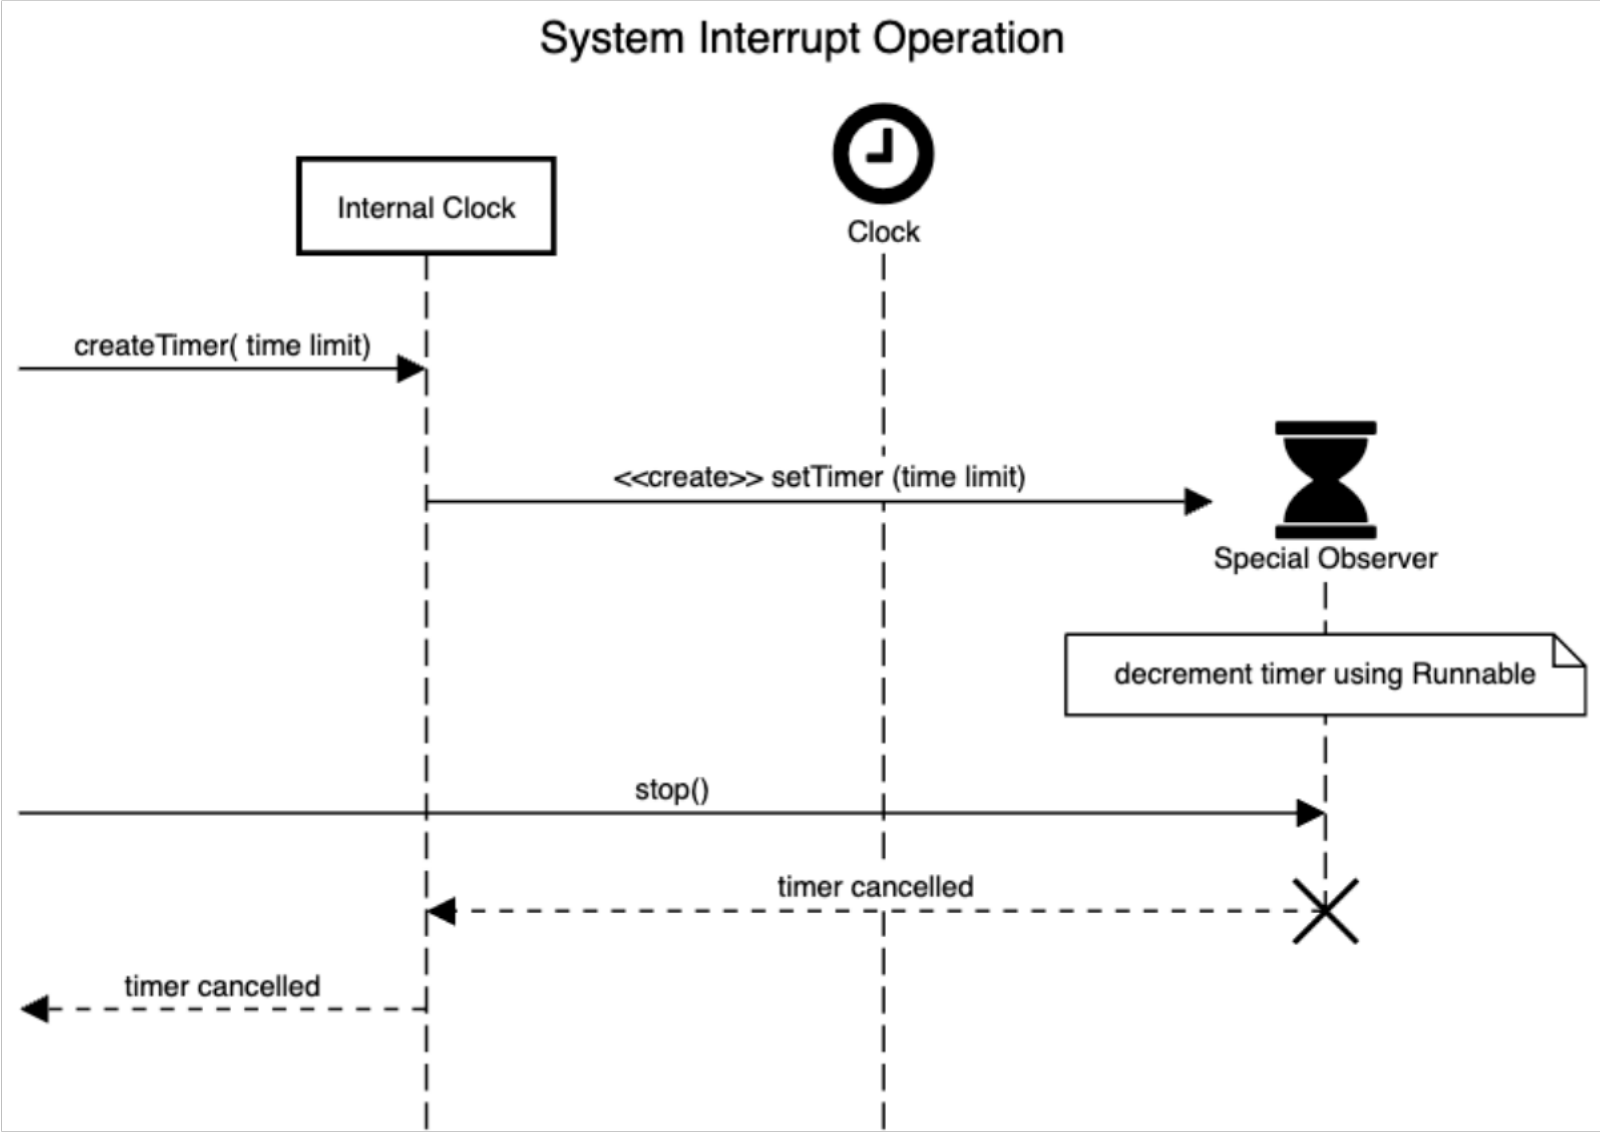 System Interrupt Operation
Internal Clock
Clock
createTimer( time limit)
<<create>> setTimer (time limit)
Special Observer
decrement timer using Runnable
stop()
timer cancelled
timer cancelled